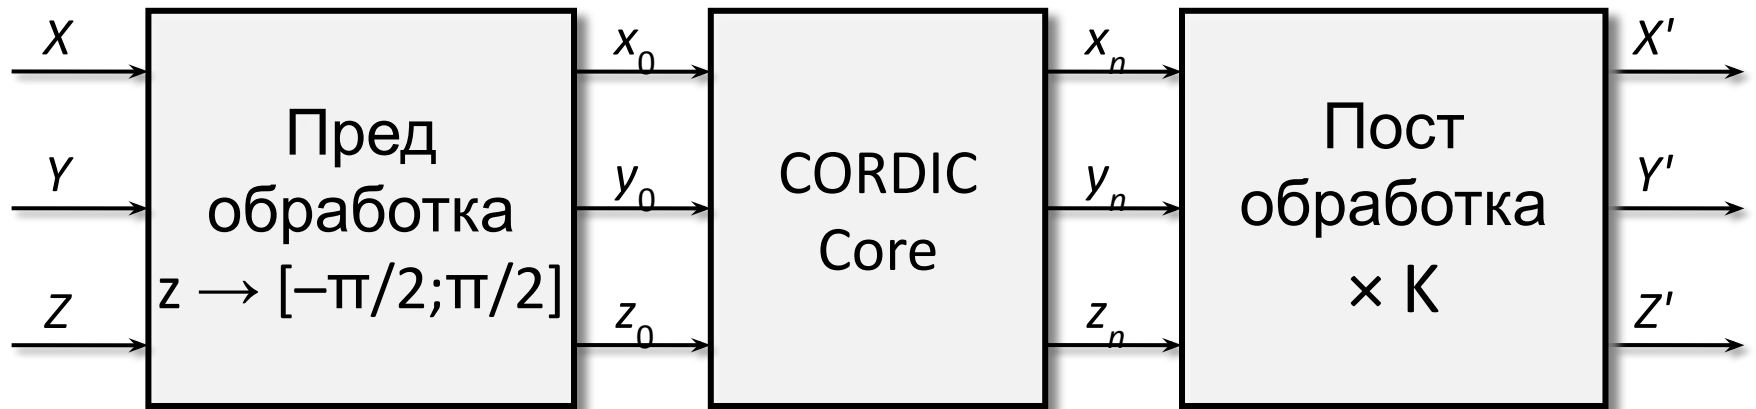 X
Y
Z
Пред
обработка
z → [−π/2;π/2]
x₀
y₀
z₀
CORDIC
Core
xₙ
yₙ
zₙ
Пост
обработка
× K
X'
Y'
Z'